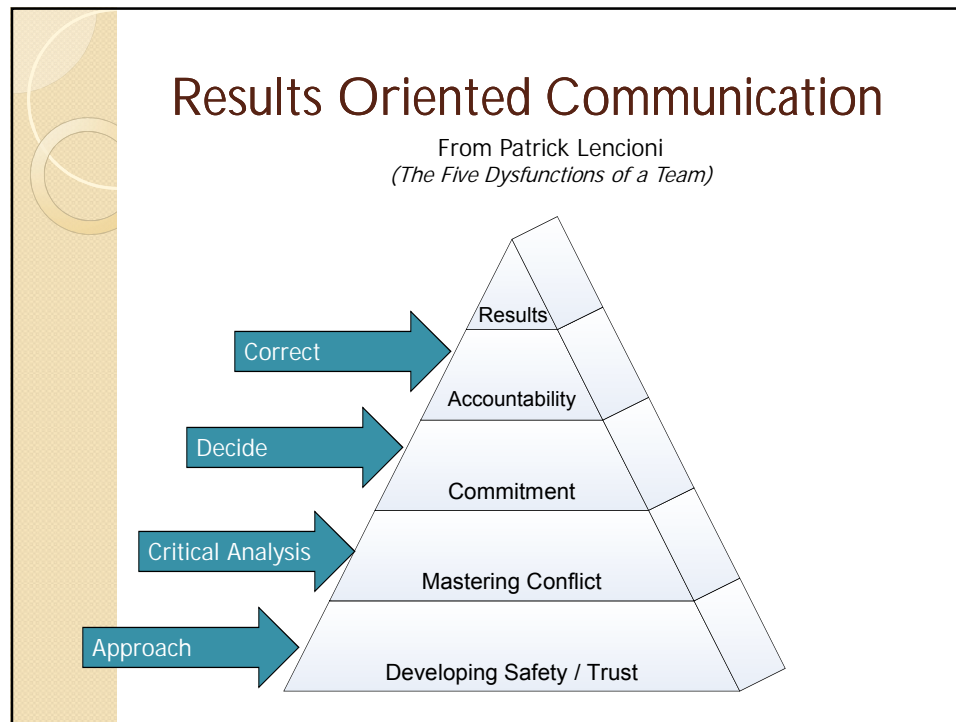 Results Oriented Communication
From Patrick Lencioni
(The Five Dysfunctions of a Team)
Results
Correct
Accountability
Decide
Commitment
Critical Analysis
Mastering Conflict
Approach
Developing Safety / Trust